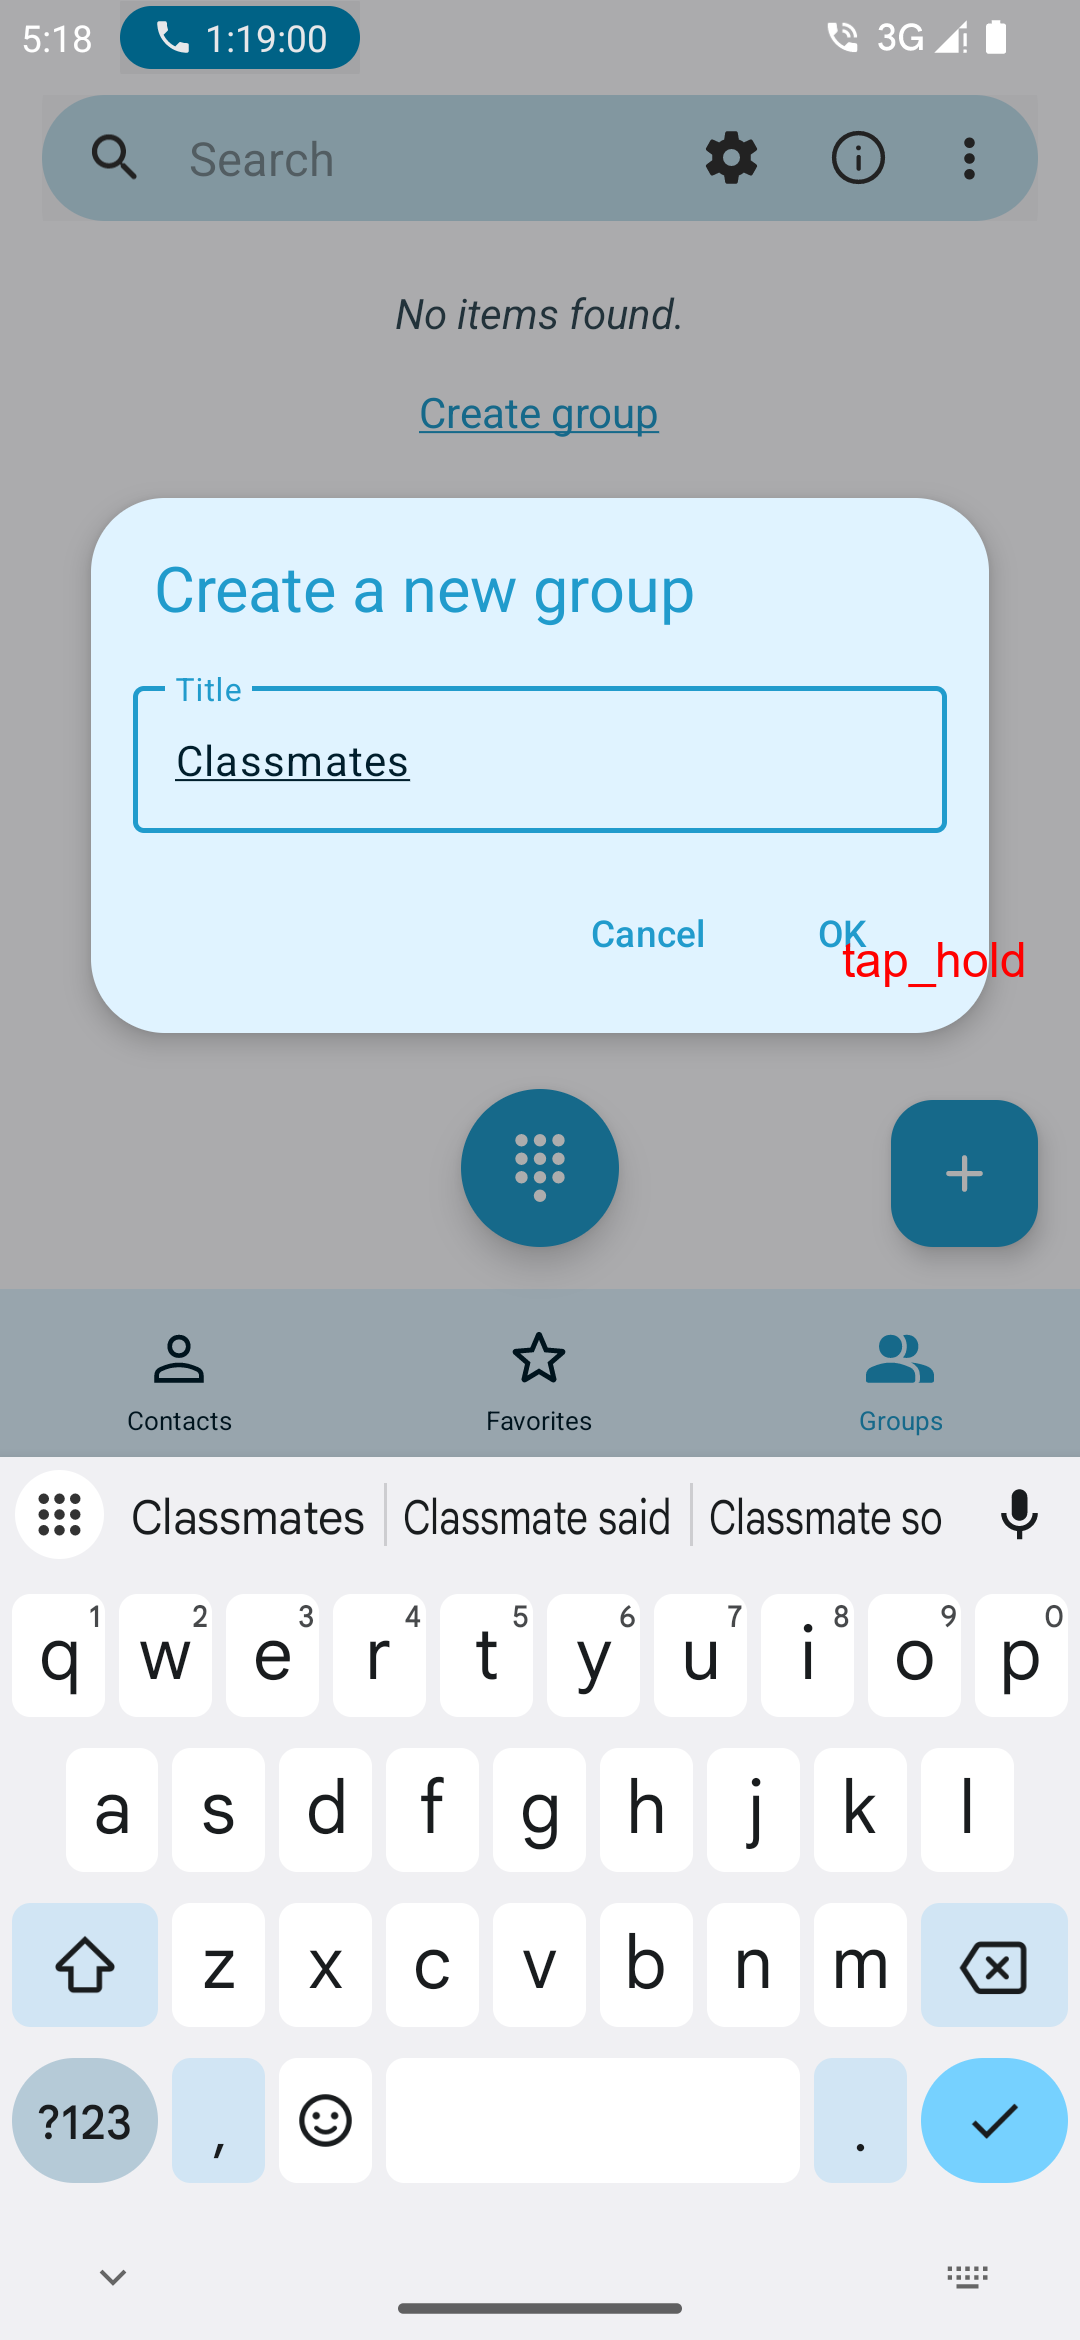 5:18 1:19:00 3G
Search
No items found.
Create group
Create a new group
Title
Classmates
Cancel OK
tap_hold
Contacts Favorites Groups
Classmates Classmate said Classmate so
1 2 3 4 5 6 7 8 9 0
q w e r t y u i o p
a s d f g h j k l
z x c v b n m
?123 , .